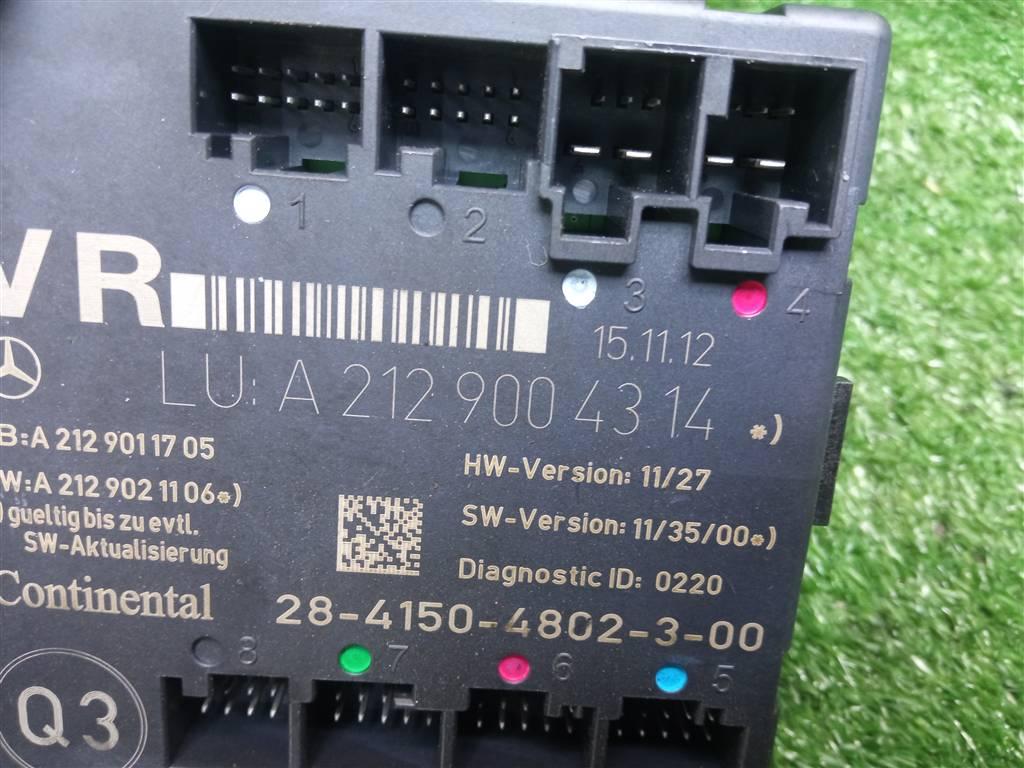 1
2
3
4
VR
15.11.12
LU: A 212 900 43 14 *)
B:A 212 901 17 05
HW-Version: 11/27
W:A 212 902 11 06*)
SW-Version: 11/35/00*)
)gueltig bis zu evtl.
SW-Aktualisierung
Diagnostic ID: 0220
Continental
28-4150-4802-3-00
8
7
6
5
Q3